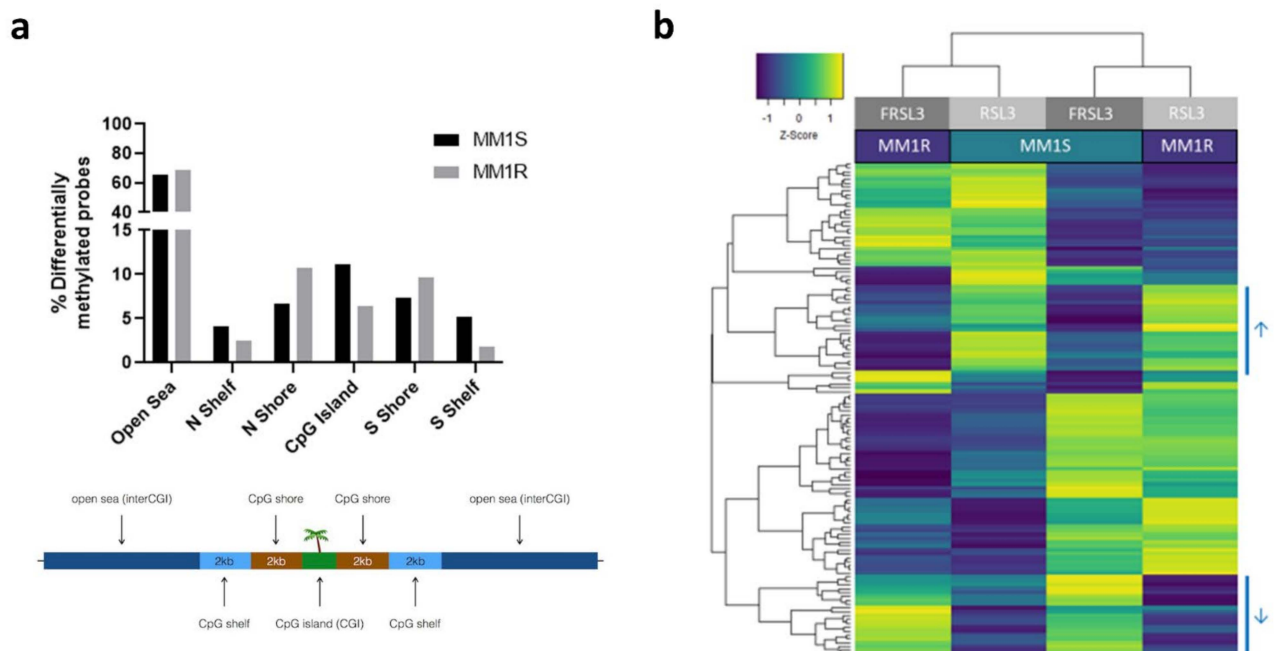 a
% Differentially
methylated probes
100
80
60
40
15
10
5
0
MM1S
MM1R
Open Sea
N Shelf
N Shore
CpG Island
S Shore
S Shelf
open sea (interCGI)
CpG shore
CpG shore
open sea (interCGI)
2kb
2kb
2kb
2kb
CpG shelf
CpG island (CGI)
CpG shelf
b
-1
0
1
Z-Score
FRSL3
RSL3
FRSL3
RSL3
MM1R
MM1S
MM1R
↑
↓